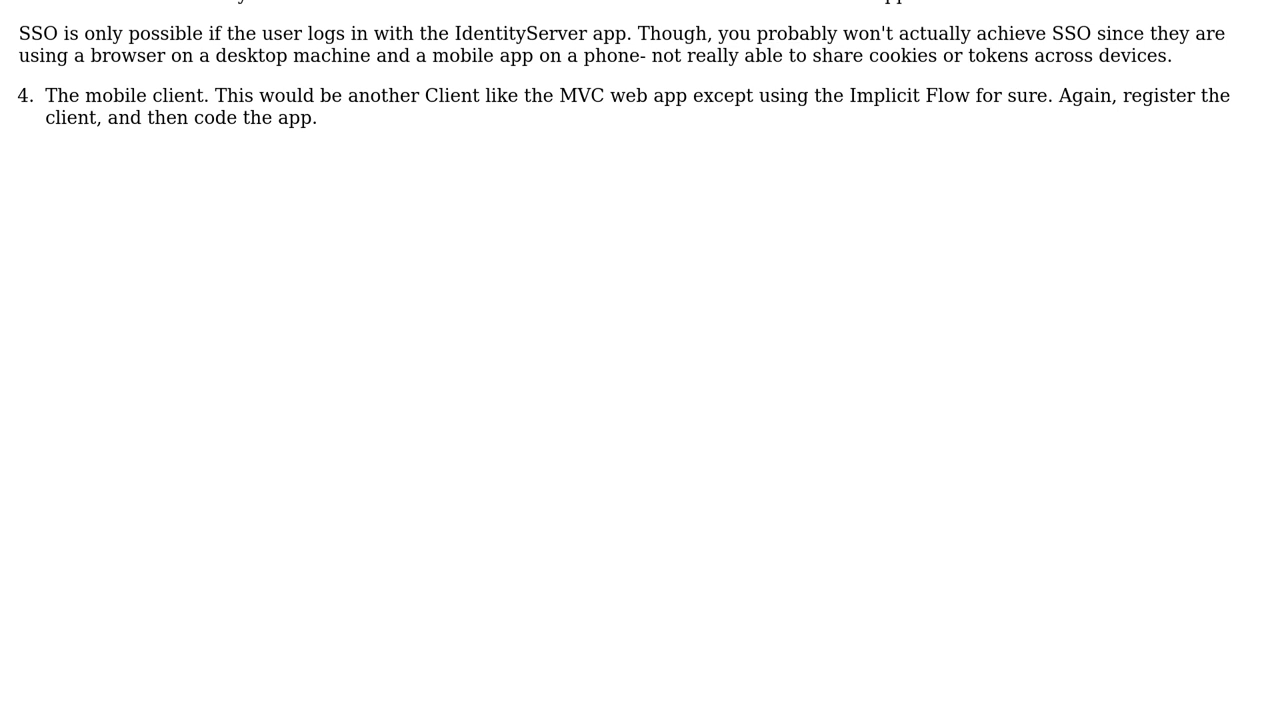 SSO is only possible if the user logs in with the IdentityServer app. Though, you probably won't actually achieve SSO since they are
using a browser on a desktop machine and a mobile app on a phone- not really able to share cookies or tokens across devices.
4. The mobile client. This would be another Client like the MVC web app except using the Implicit Flow for sure. Again, register the
client, and then code the app.